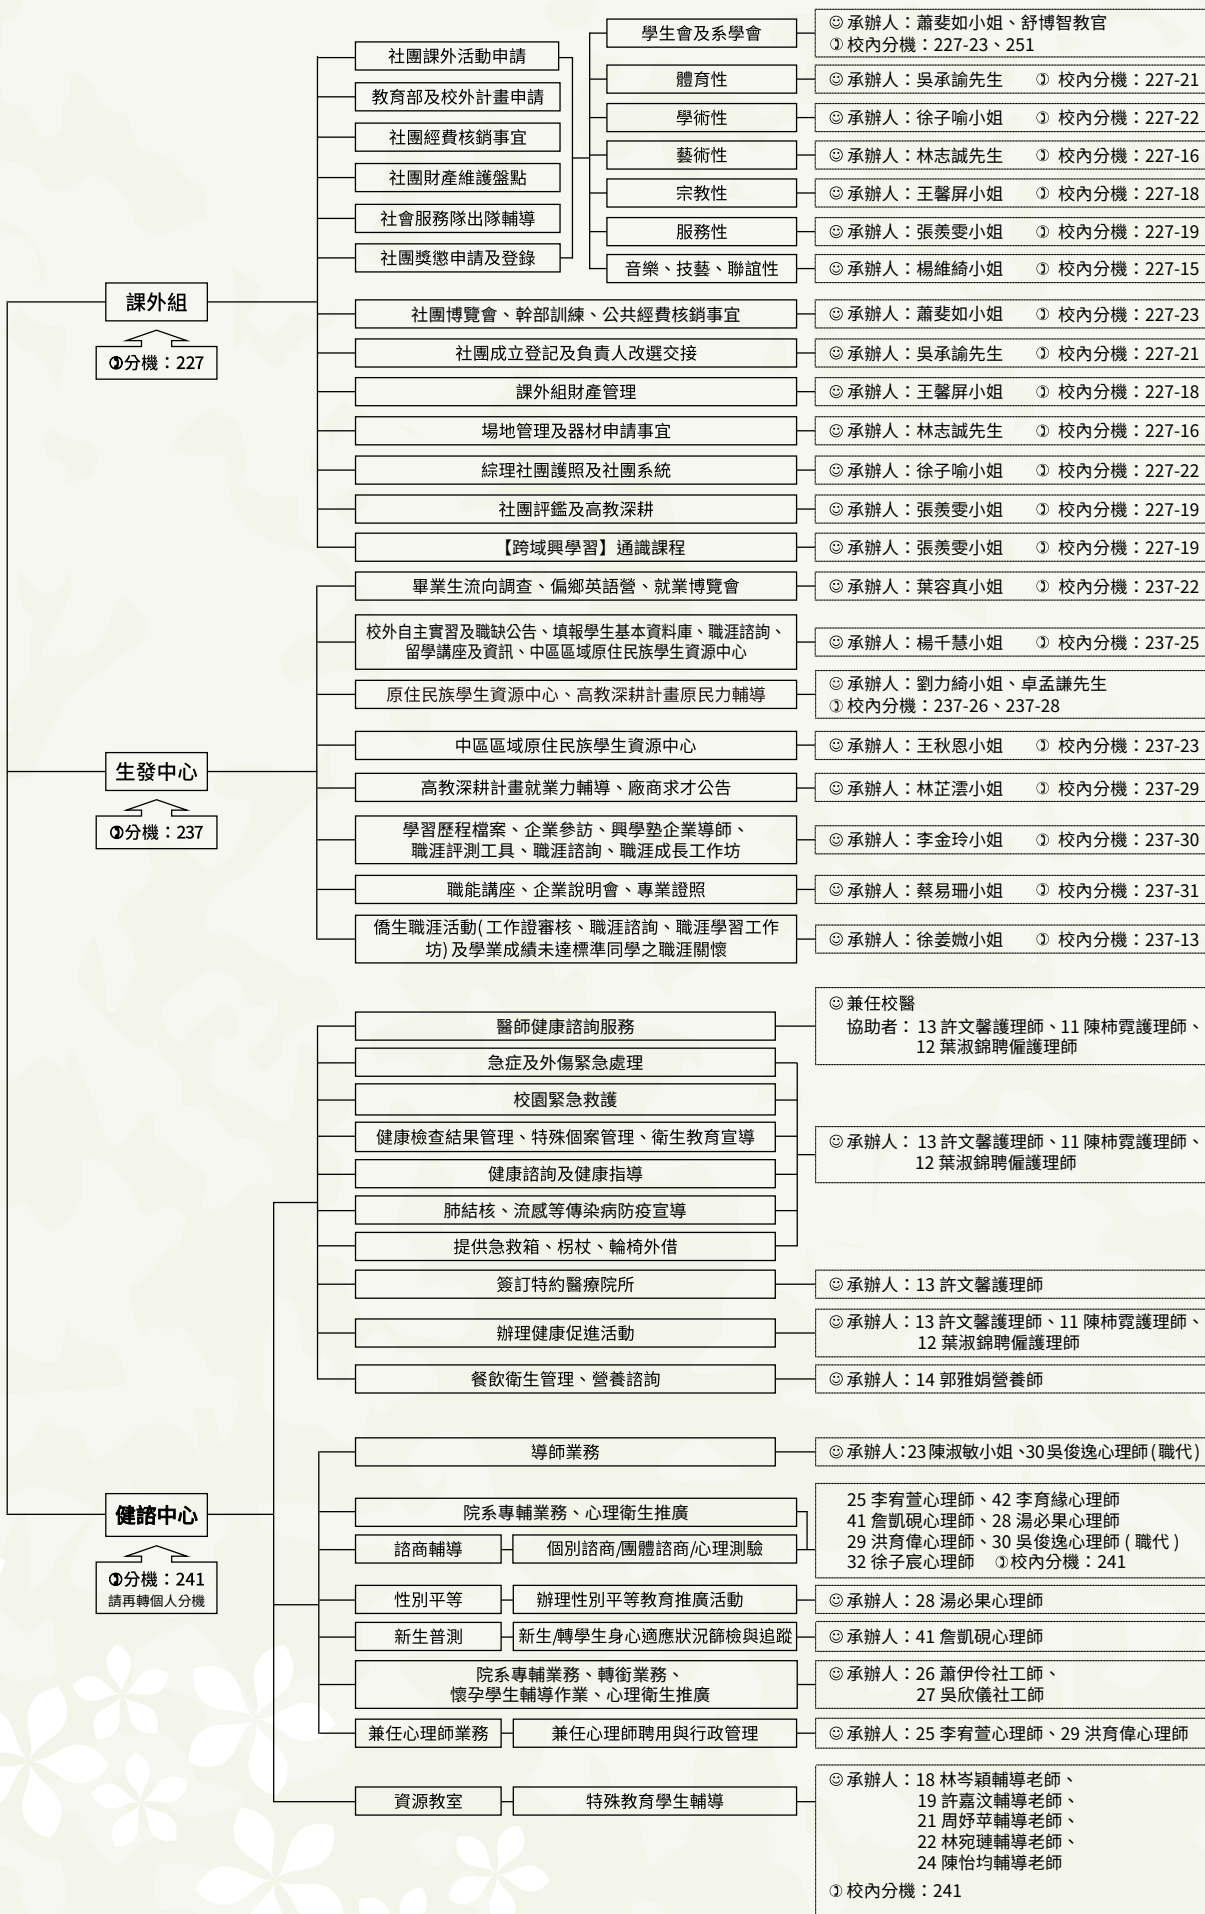 課外組
分機：227
社團課外活動申請
教育部及校外計畫申請
社團經費核銷事宜
社團財產維護盤點
社會服務隊出隊輔導
社團獎懲申請及登錄
學生會及系學會
承辦人：蕭斐如小姐、舒博智教官
校內分機：227-23、251
體育性
承辦人：吳承諭先生 校內分機：227-21
學術性
承辦人：徐子喻小姐 校內分機：227-22
藝術性
承辦人：林志誠先生 校內分機：227-16
宗教性
承辦人：王馨屏小姐 校內分機：227-18
服務性
承辦人：張羨雯小姐 校內分機：227-19
音樂、技藝、聯誼性
承辦人：楊維綺小姐 校內分機：227-15
社團博覽會、幹部訓練、公共經費核銷事宜
承辦人：蕭斐如小姐 校內分機：227-23
社團成立登記及負責人改選交接
承辦人：吳承諭先生 校內分機：227-21
課外組財產管理
承辦人：王馨屏小姐 校內分機：227-18
場地管理及器材申請事宜
承辦人：林志誠先生 校內分機：227-16
綜理社團護照及社團系統
承辦人：徐子喻小姐 校內分機：227-22
社團評鑑及高教深耕
承辦人：張羨雯小姐 校內分機：227-19
【跨域興學習】通識課程
承辦人：張羨雯小姐 校內分機：227-19
生發中心
分機：237
畢業生流向調查、偏鄉英語營、就業博覽會
承辦人：葉容真小姐 校內分機：237-22
校外自主實習及職缺公告、填報學生基本資料庫、職涯諮詢、
留學講座及資訊、中區區域原住民族學生資源中心
承辦人：楊千慧小姐 校內分機：237-25
原住民族學生資源中心、高教深耕計畫原民力輔導
承辦人：劉力綺小姐、卓孟謙先生
校內分機：237-26、237-28
中區區域原住民族學生資源中心
承辦人：王秋恩小姐 校內分機：237-23
高教深耕計畫就業力輔導、廠商求才公告
承辦人：林芷澐小姐 校內分機：237-29
學習歷程檔案、企業參訪、興學塾企業導師、
職涯評測工具、職涯諮詢、職涯成長工作坊
承辦人：李金玲小姐 校內分機：237-30
職能講座、企業說明會、專業證照
承辦人：蔡易珊小姐 校內分機：237-31
僑生職涯活動(工作證審核、職涯諮詢、職涯學習工作
坊)及學業成績未達標準同學之職涯關懷
承辦人：徐姜媺小姐 校內分機：237-13
健諮中心
分機：241
請再轉個人分機
醫師健康諮詢服務
兼任校醫
協助者：13 許文馨護理師、11 陳柿霓護理師、
12 葉淑錦聘僱護理師
急症及外傷緊急處理
校園緊急救護
健康檢查結果管理、特殊個案管理、衛生教育宣導
健康諮詢及健康指導
肺結核、流感等傳染病防疫宣導
提供急救箱、柺杖、輪椅外借
承辦人：13 許文馨護理師、11 陳柿霓護理師、
12 葉淑錦聘僱護理師
簽訂特約醫療院所
承辦人：13 許文馨護理師
辦理健康促進活動
承辦人：13 許文馨護理師、11 陳柿霓護理師、
12 葉淑錦聘僱護理師
餐飲衛生管理、營養諮詢
承辦人：14 郭雅娟營養師
導師業務
承辦人：23陳淑敏小姐、30吳俊逸心理師(職代)
院系專輔業務、心理衛生推廣
諮商輔導
個別諮商/團體諮商/心理測驗
25 李宥萱心理師、42 李育緣心理師
41 詹凱硯心理師、28 湯必果心理師
29 洪育偉心理師、30 吳俊逸心理師 ( 職代 )
32 徐子宸心理師 校內分機：241
性別平等
辦理性別平等教育推廣活動
承辦人：28 湯必果心理師
新生普測
新生/轉學生身心適應狀況篩檢與追蹤
承辦人：41 詹凱硯心理師
院系專輔業務、轉銜業務、
懷孕學生輔導作業、心理衛生推廣
承辦人：26 蕭伊伶社工師、
27 吳欣儀社工師
兼任心理師業務
兼任心理師聘用與行政管理
承辦人：25 李宥萱心理師、29 洪育偉心理師
資源教室
特殊教育學生輔導
承辦人：18 林岑穎輔導老師、
19 許嘉汶輔導老師、
21 周妤苹輔導老師、
22 林宛璉輔導老師、
24 陳怡均輔導老師
校內分機：241